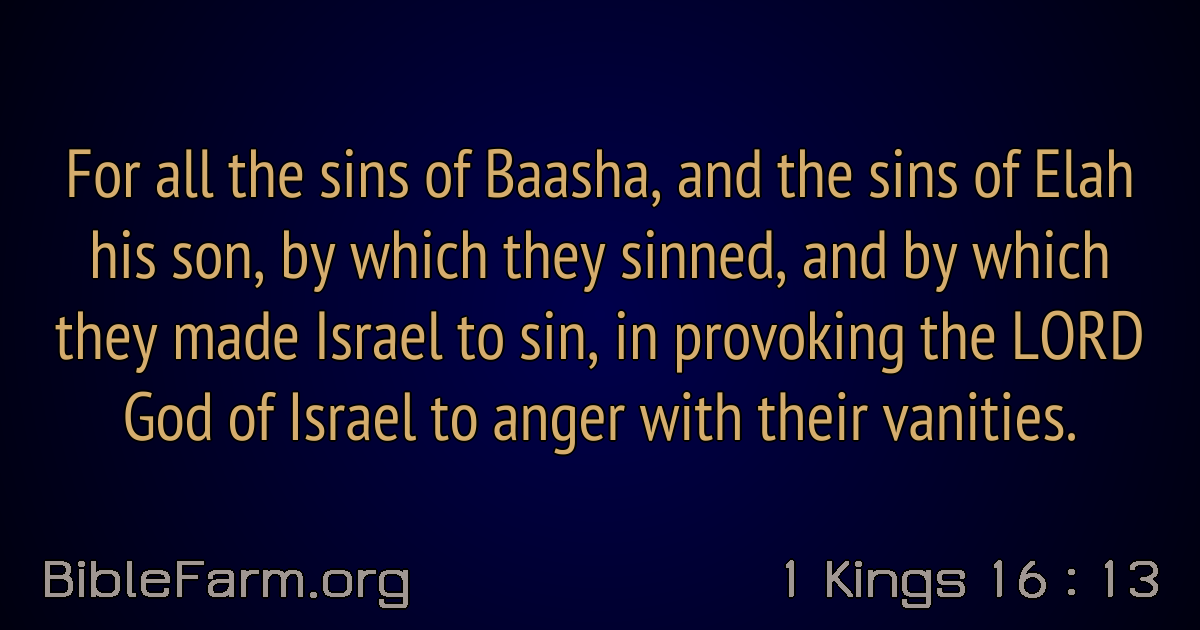 For all the sins of Baasha, and the sins of Elah
his son, by which they sinned, and by which
they made Israel to sin, in provoking the LORD
God of Israel to anger with their vanities.
BibleFarm.org
1 Kings 16 : 13